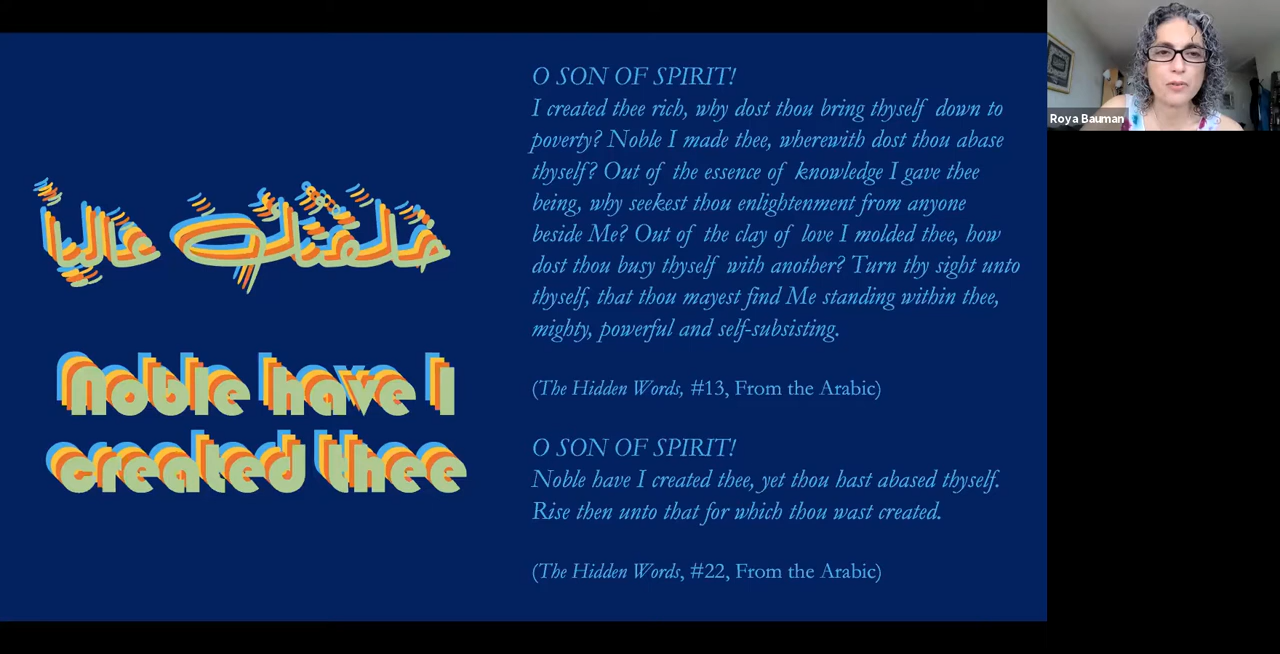 خلقتُكَ عالياً
Noble have I
created thee
O SON OF SPIRIT!
I created thee rich, why dost thou bring thyself down to
poverty? Noble I made thee, wherewith dost thou abase
thyself? Out of the essence of knowledge I gave thee
being, why seekest thou enlightenment from anyone
beside Me? Out of the clay of love I molded thee, how
dost thou busy thyself with another? Turn thy sight unto
thyself, that thou mayest find Me standing within thee,
mighty, powerful and self-subsisting.
(The Hidden Words, #13, From the Arabic)
O SON OF SPIRIT!
Noble have I created thee, yet thou hast abased thyself.
Rise then unto that for which thou wast created.
(The Hidden Words, #22, From the Arabic)
Roya Bauman